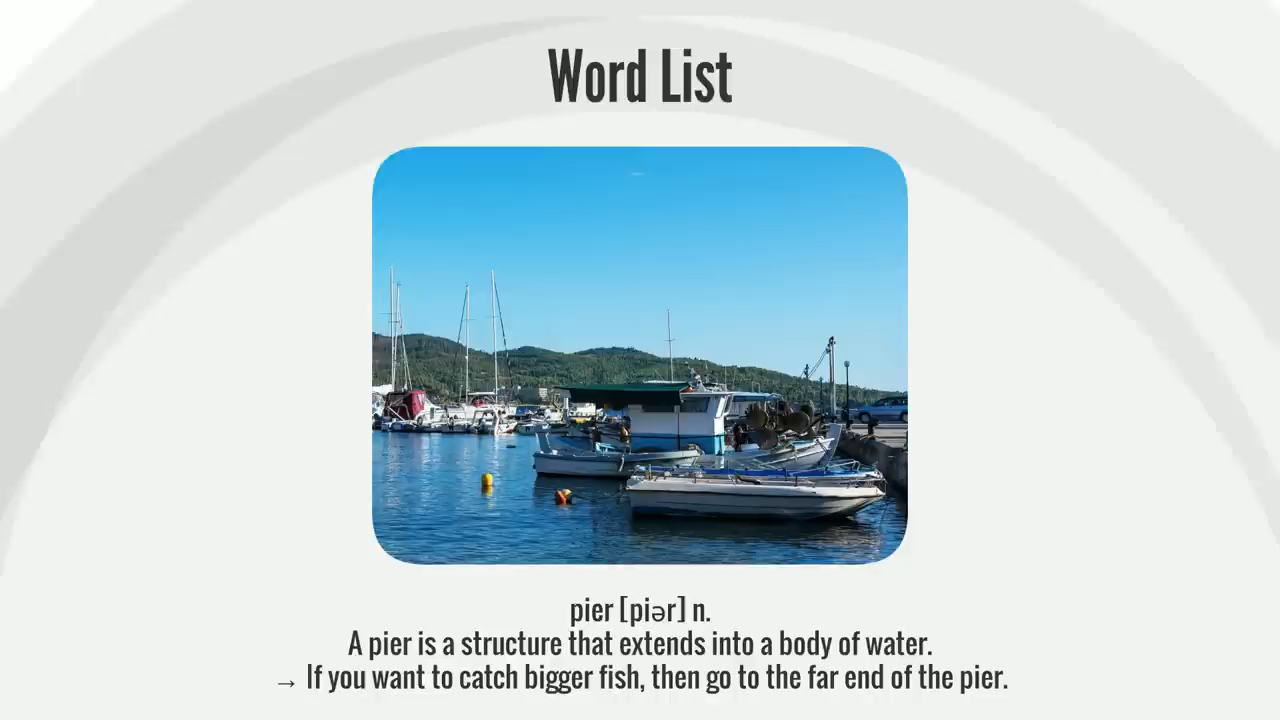 Word List
pier [piər] n.
A pier is a structure that extends into a body of water.
→ If you want to catch bigger fish, then go to the far end of the pier.